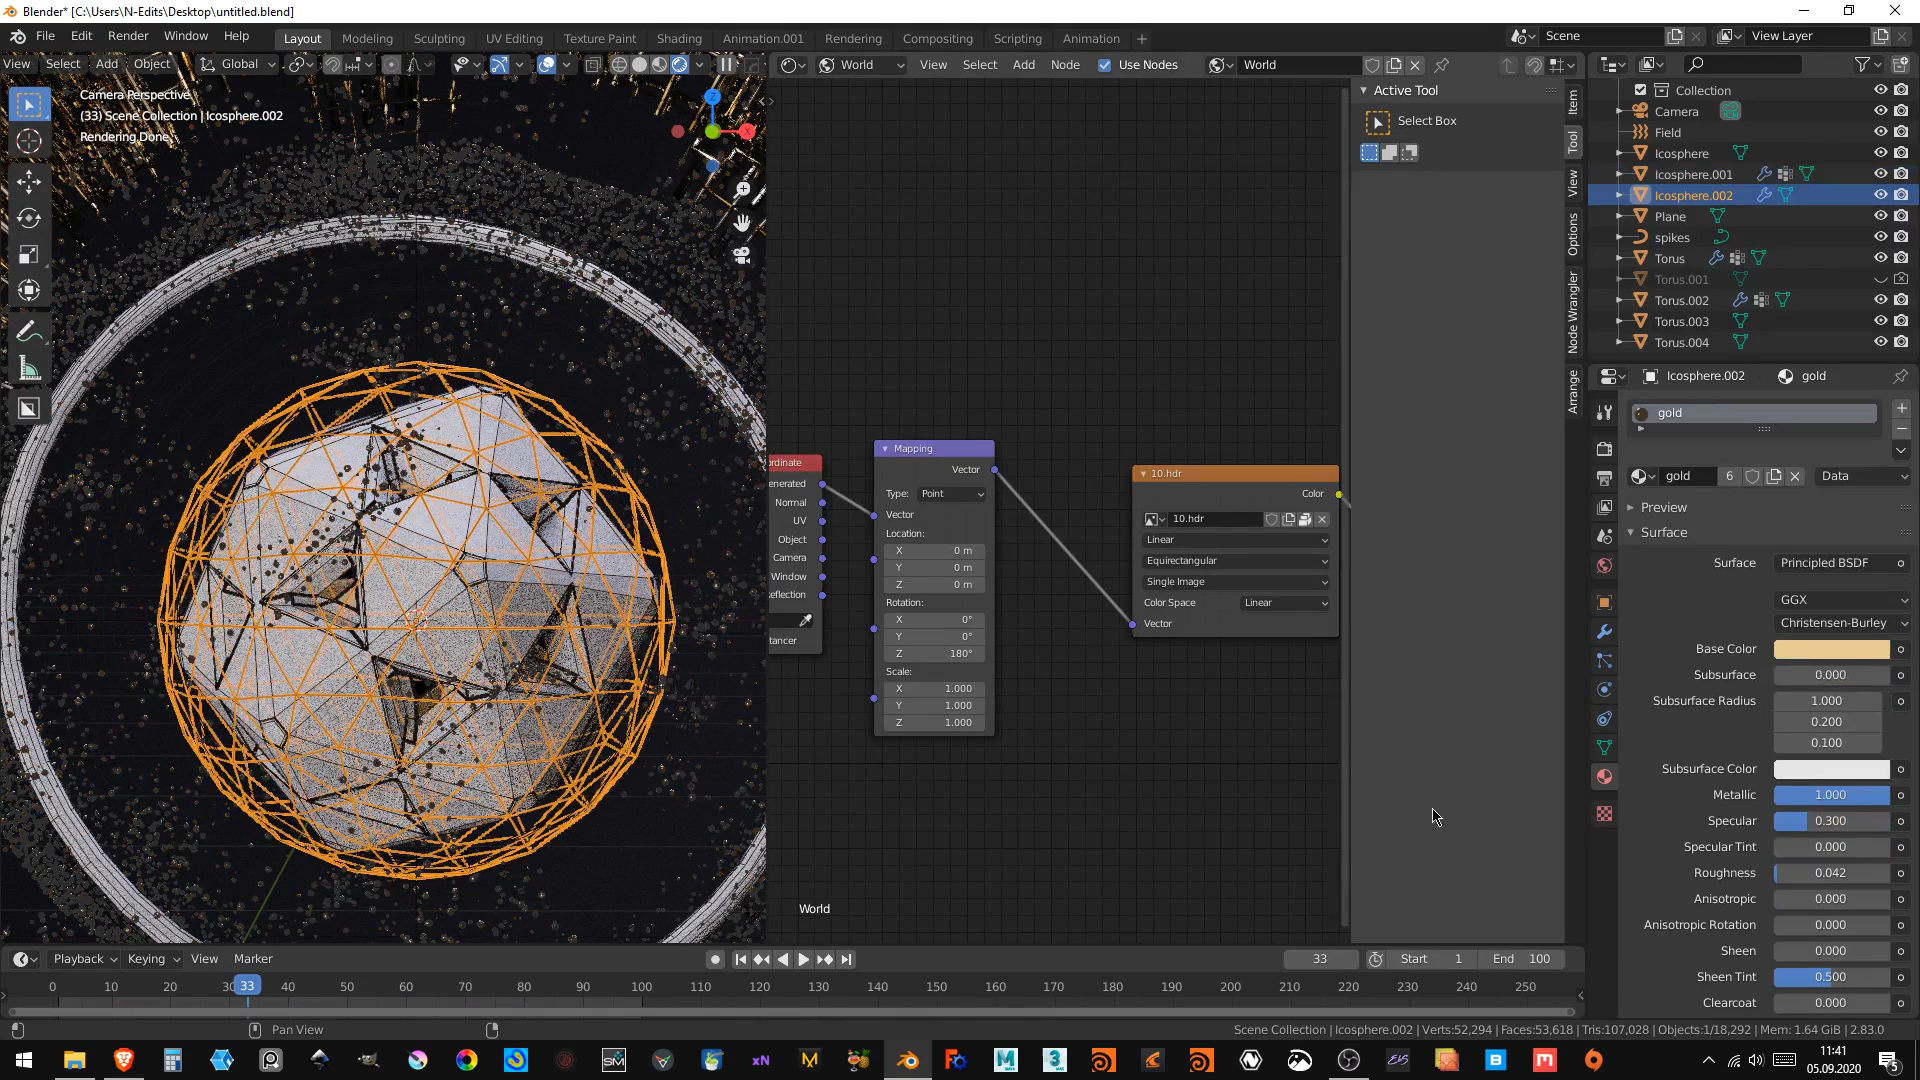 Blender* [C:\Users\N-Edits\Desktop\untitled.blend]
File Edit Render Window Help Layout Modeling Sculpting UV Editing Texture Paint Shading Animation.001 Rendering Compositing Scripting Animation + Scene View Layer
View Select Add Object Global World View Select Add Node Use Nodes World
Camera Perspective
(33) Scene Collection | Icosphere.002
Rendering Done
Z
X
Active Tool
Select Box
Item
Tool
View
Options
Node Wrangler
Arrange
Collection
Camera
Field
Icosphere
Icosphere.001
Icosphere.002
Plane
spikes
Torus
Torus.001
Torus.002
Torus.003
Torus.004
ordinate
enerated
Normal
UV
Object
Camera
Window
eflection
tancer
Mapping
Vector
Type: Point
Vector
Location:
X 0 m
Y 0 m
Z 0 m
Rotation:
X 0°
Y 0°
Z 180°
Scale:
X 1.000
Y 1.000
Z 1.000
10.hdr
Color
10.hdr
Linear
Equirectangular
Single Image
Color Space Linear
Vector
World
Icosphere.002 gold
gold
gold 6 Data
Preview
Surface
Surface Principled BSDF
GGX
Christensen-Burley
Base Color
Subsurface 0.000
Subsurface Radius 1.000
0.200
0.100
Subsurface Color
Metallic 1.000
Specular 0.300
Specular Tint 0.000
Roughness 0.042
Anisotropic 0.000
Anisotropic Rotation 0.000
Sheen 0.000
Sheen Tint 0.500
Clearcoat 0.000
Playback Keying View Marker 33 Start 1 End 100
0 10 20 30 33 40 50 60 70 80 90 100 110 120 130 140 150 160 170 180 190 200 210 220 230 240 250
Pan View
Scene Collection | Icosphere.002 | Verts:52,294 | Faces:53,618 | Tris:107,028 | Objects:1/18,292 | Mem: 1.64 GiB | 2.83.0
SM
xN
M
3
EVS
B
M
11:41
05.09.2020
5